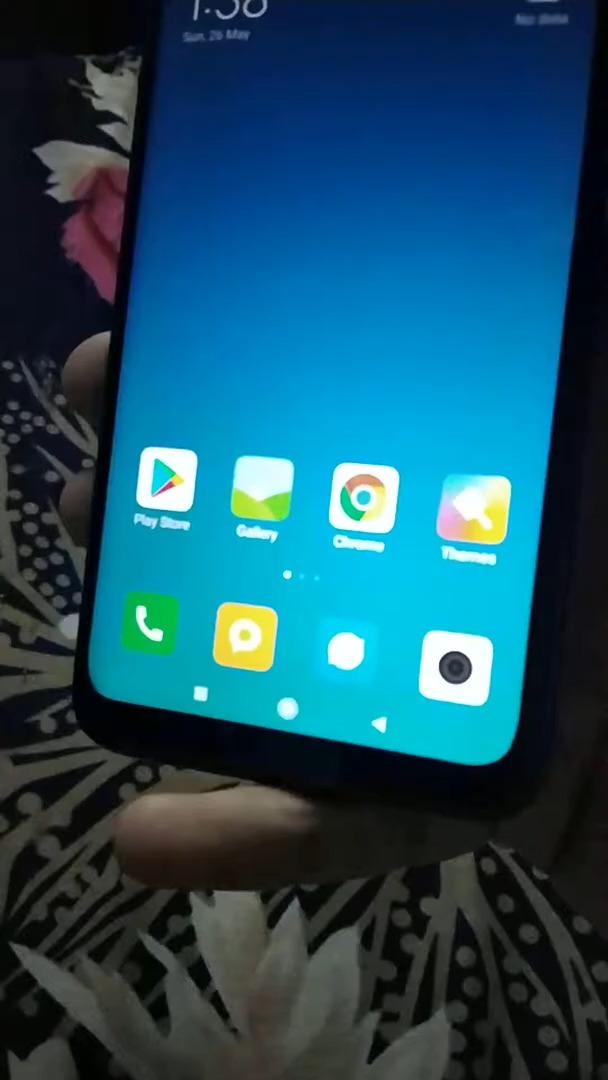 1:38
Sun, 26 May
No data
Play Store
Gallery
Chrome
Themes